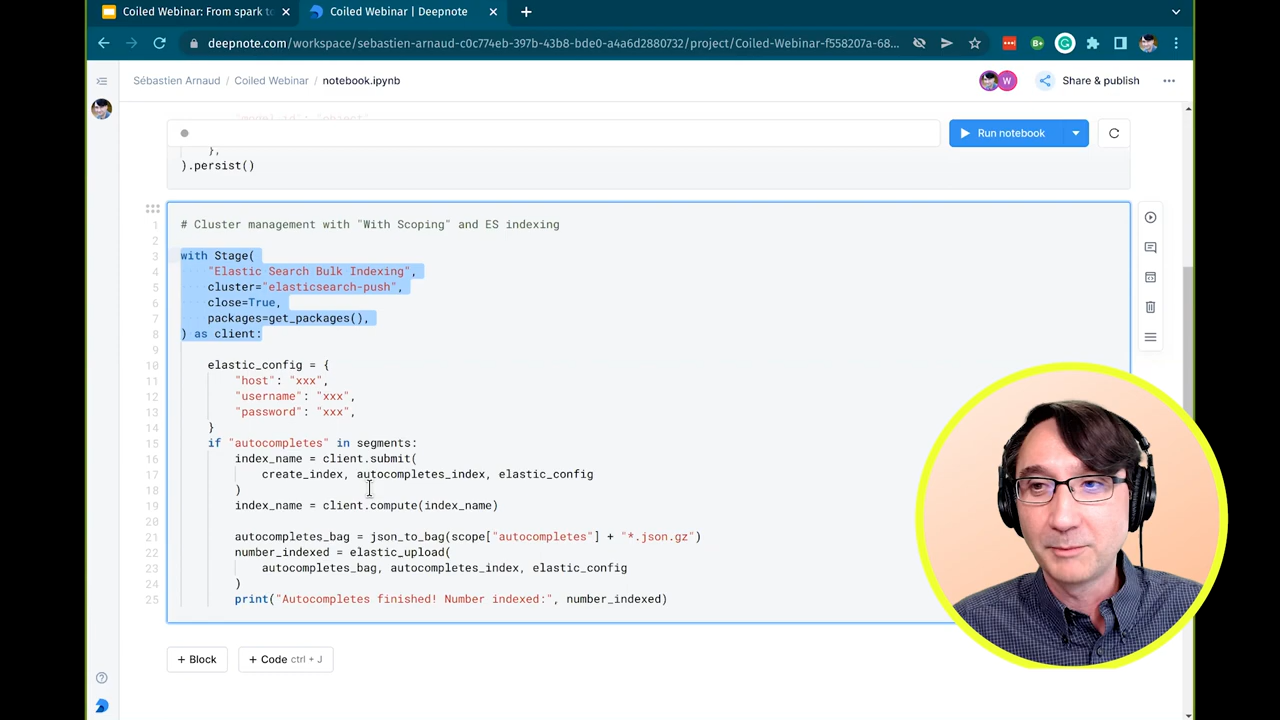 Coiled Webinar: From spark to
Coiled Webinar | Deepnote
deepnote.com/workspace/sebastien-arnaud-c0c774eb-397b-43b8-bde0-a4a6d2880732/project/Coiled-Webinar-f558207a-68...
B+
Sébastien Arnaud / Coiled Webinar / notebook.ipynb
W
Share & publish
"model_id": "object"
Run notebook
},
).persist()
1 # Cluster management with "With Scoping" and ES indexing
2
3 with Stage(
4 "Elastic Search Bulk Indexing",
5 cluster="elasticsearch-push",
6 close=True,
7 packages=get_packages(),
8 ) as client:
9
10 elastic_config = {
11 "host": "xxx",
12 "username": "xxx",
13 "password": "xxx",
14 }
15 if "autocompletes" in segments:
16 index_name = client.submit(
17 create_index, autocompletes_index, elastic_config
18 )
19 index_name = client.compute(index_name)
20
21 autocompletes_bag = json_to_bag(scope["autocompletes"] + "*.json.gz")
22 number_indexed = elastic_upload(
23 autocompletes_bag, autocompletes_index, elastic_config
24 )
25 print("Autocompletes finished! Number indexed:", number_indexed)
+ Block
+ Code ctrl + J